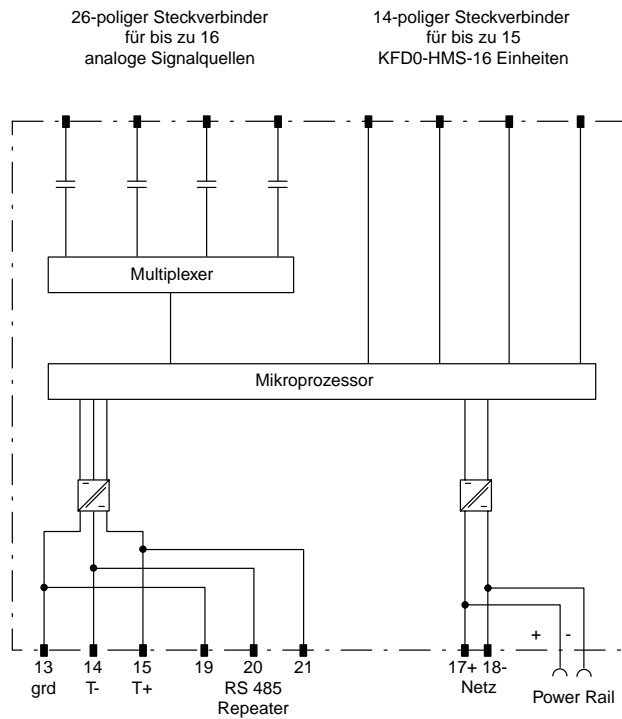 26-poliger Steckverbinder
für bis zu 16
analoge Signalquellen
14-poliger Steckverbinder
für bis zu 15
KFD0-HMS-16 Einheiten
Multiplexer
Mikroprozessor
+ -
13 14 15 19 20 21 17+ 18-
grd T- T+ RS 485 Netz Power Rail
Repeater